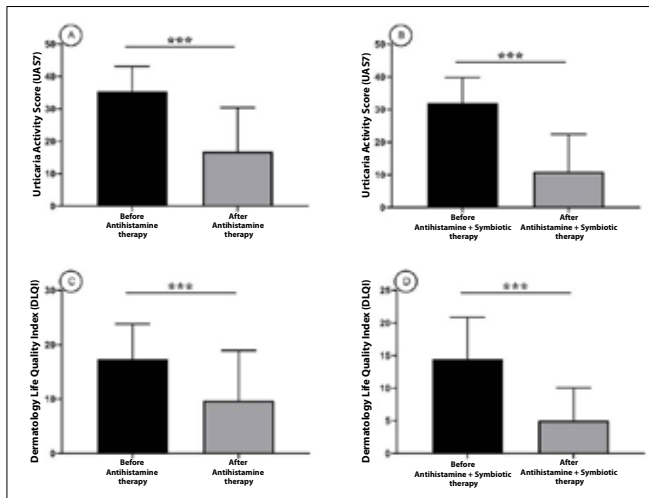 A
***
Urticaria Activity Score (UAS7)
50
40
30
20
10
0
Before
Antihistamine
therapy
After
Antihistamine
therapy
B
***
Urticaria Activity Score (UAS7)
50
40
30
20
10
0
Before
Antihistamine + Symbiotic
therapy
After
Antihistamine + Symbiotic
therapy
C
***
Dermatology Life Quality Index (DLQI)
30
20
10
0
Before
Antihistamine
therapy
After
Antihistamine
therapy
D
***
Dermatology Life Quality Index (DLQI)
25
20
15
10
5
0
Before
Antihistamine + Symbiotic
therapy
After
Antihistamine + Symbiotic
therapy